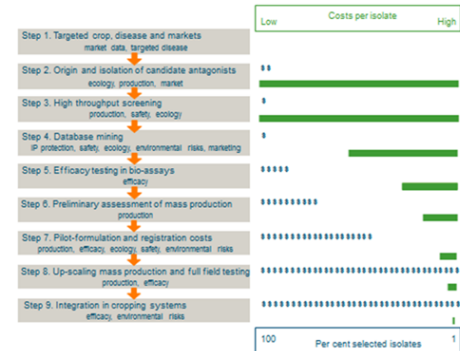 Costs per isolate
Low High
Step 1. Targeted crop, disease and markets
market data, targeted disease
Step 2. Origin and isolation of candidate antagonists
ecology, production, market
$$
Step 3. High throughput screening
production, safety, ecology
$
Step 4. Database mining
IP protection, safety, ecology, environmental risks, marketing
$
Step 5. Efficacy testing in bio-assays
efficacy
$$$$$
Step 6. Preliminary assessment of mass production
production
Step 7. Pilot-formulation and registration costs
production, efficacy, ecology, safety, environmental risks
Step 8. Up-scaling mass production and full field testing
production, efficacy
Step 9. Integration in cropping systems
efficacy, environmental risks
100 1
Per cent selected isolates